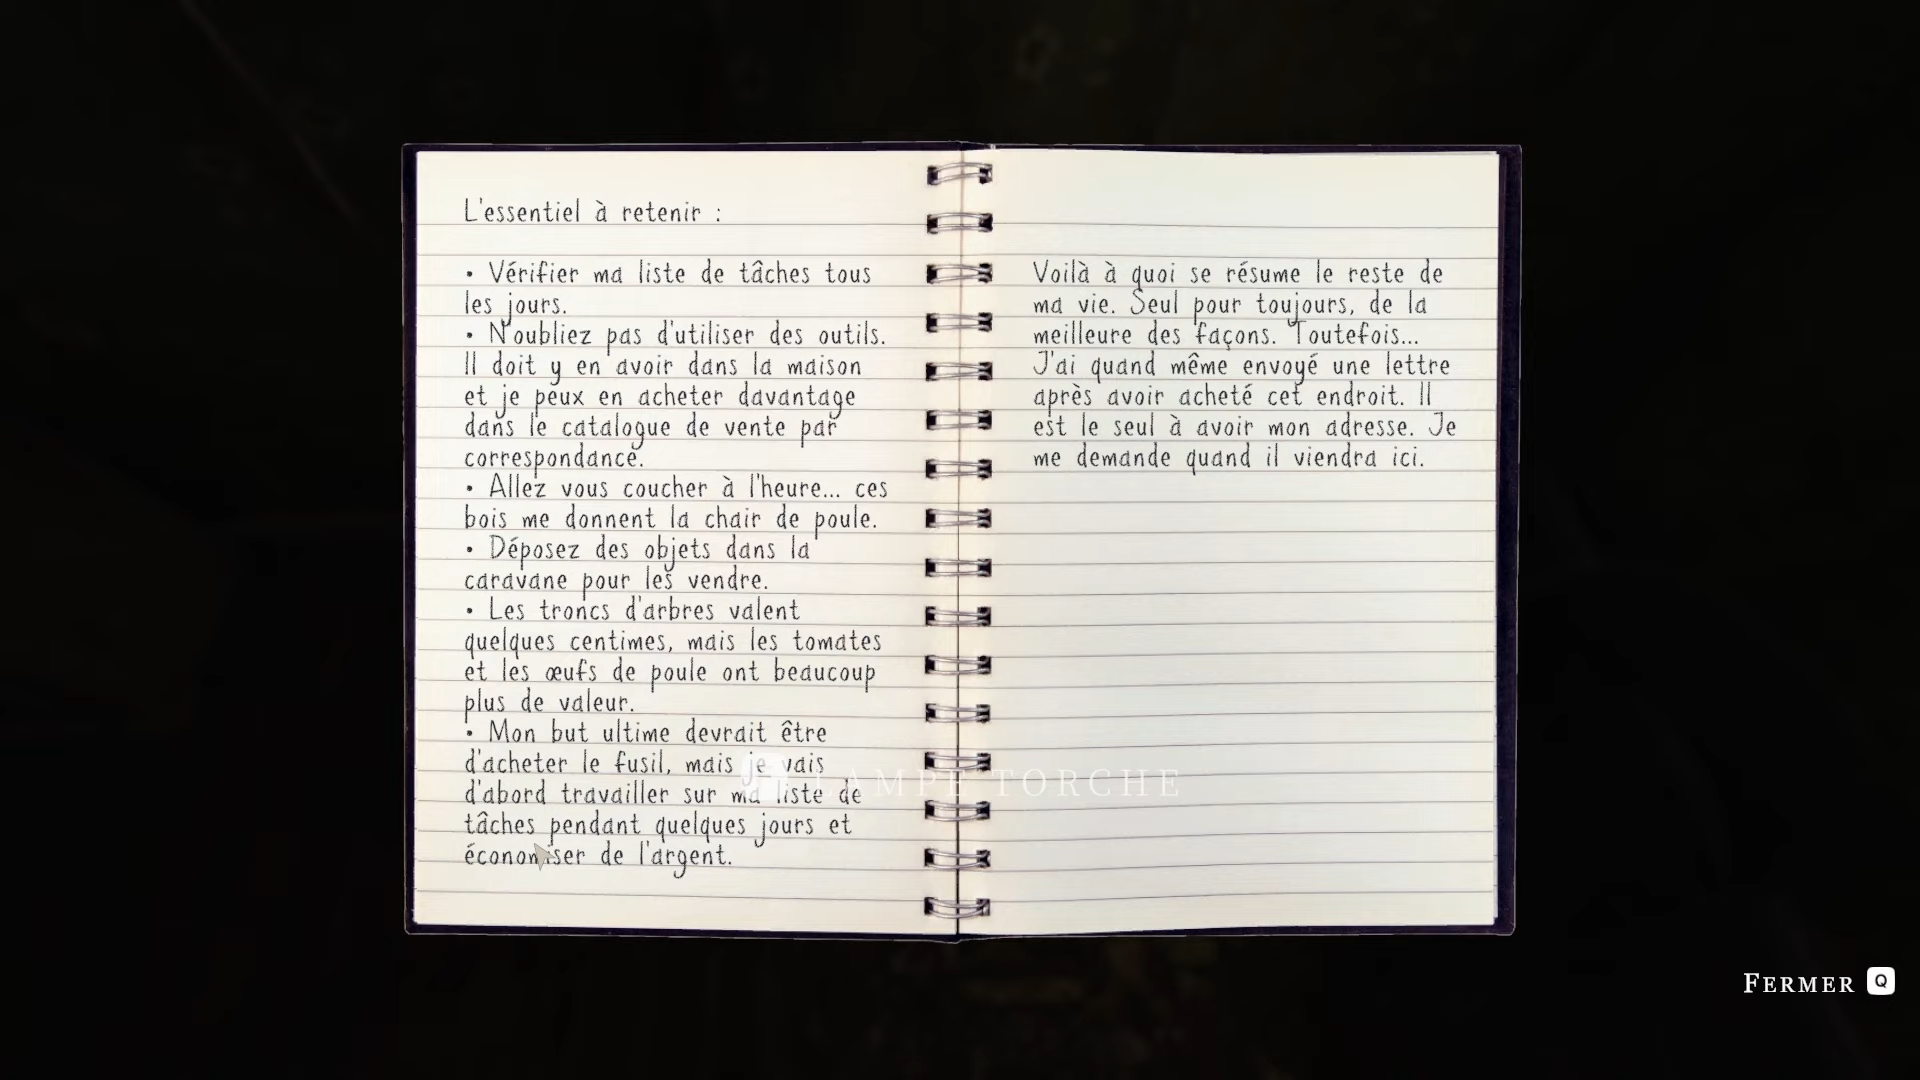 L'essentiel à retenir :
• Vérifier ma liste de tâches tous
les jours.
• N'oubliez pas d'utiliser des outils.
Il doit y en avoir dans la maison
et je peux en acheter davantage
dans le catalogue de vente par
correspondance.
• Allez vous coucher à l'heure... ces
bois me donnent la chair de poule.
• Déposez des objets dans la
caravane pour les vendre.
• Les troncs d'arbres valent
quelques centimes, mais les tomates
et les œufs de poule ont beaucoup
plus de valeur.
• Mon but ultime devrait être
d'acheter le fusil, mais je vais
d'abord travailler sur ma liste de
tâches pendant quelques jours et
économiser de l'argent.
Voilà à quoi se résume le reste de
ma vie. Seul pour toujours, de la
meilleure des façons. Toutefois...
J'ai quand même envoyé une lettre
après avoir acheté cet endroit. Il
est le seul à avoir mon adresse. Je
me demande quand il viendra ici.
LAMPE TORCHE
FERMER Q